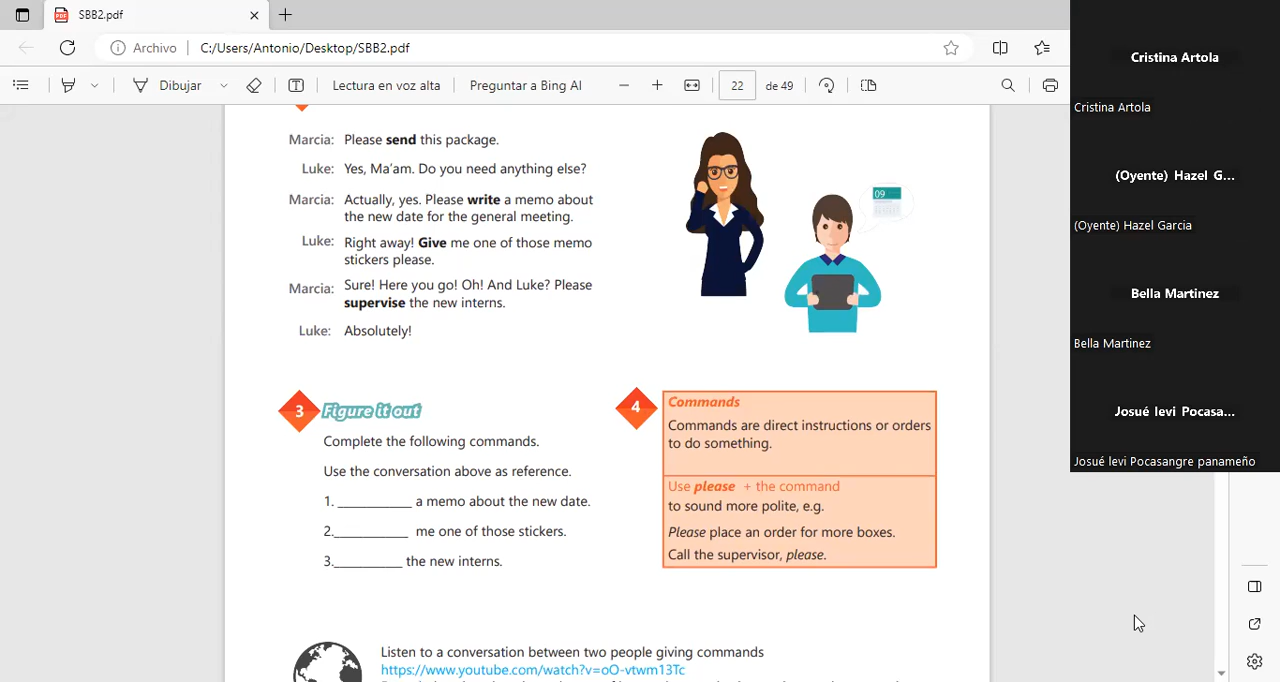 SBB2.pdf
Archivo
C:/Users/Antonio/Desktop/SBB2.pdf
Dibujar
Lectura en voz alta
Preguntar a Bing AI
22
de 49
Marcia: Please send this package.
Luke: Yes, Ma'am. Do you need anything else?
Marcia: Actually, yes. Please write a memo about
the new date for the general meeting.
Luke: Right away! Give me one of those memo
stickers please.
Marcia: Sure! Here you go! Oh! And Luke? Please
supervise the new interns.
Luke: Absolutely!
09
3 Figure it out
Complete the following commands.
Use the conversation above as reference.
1. __________ a memo about the new date.
2.__________ me one of those stickers.
3.__________ the new interns.
4
Commands
Commands are direct instructions or orders
to do something.
Use please + the command
to sound more polite, e.g.
Please place an order for more boxes.
Call the supervisor, please.
Listen to a conversation between two people giving commands
https://www.youtube.com/watch?v=oO-vtwm13Tc
Cristina Artola
Cristina Artola
(Oyente) Hazel G...
(Oyente) Hazel Garcia
Bella Martinez
Bella Martinez
Josué levi Pocasa...
Josué levi Pocasangre panameño